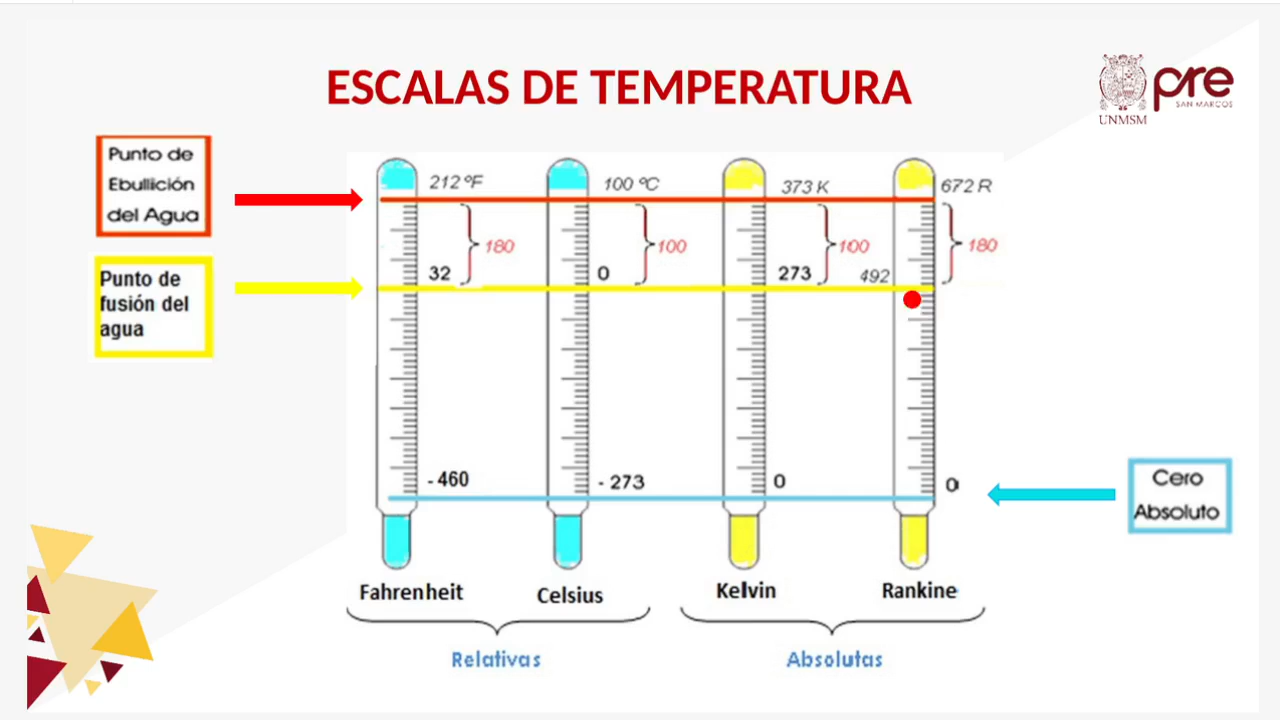 ESCALAS DE TEMPERATURA
UNMSM
pre
SAN MARCOS
Punto de
Ebullición
del Agua
Punto de
fusión del
agua
212 ºF
100 ºC
373 K
672 R
180
100
100
180
32
0
273
492
- 460
- 273
0
0
Cero
Absoluto
Fahrenheit
Celsius
Kelvin
Rankine
Relativas
Absolutas